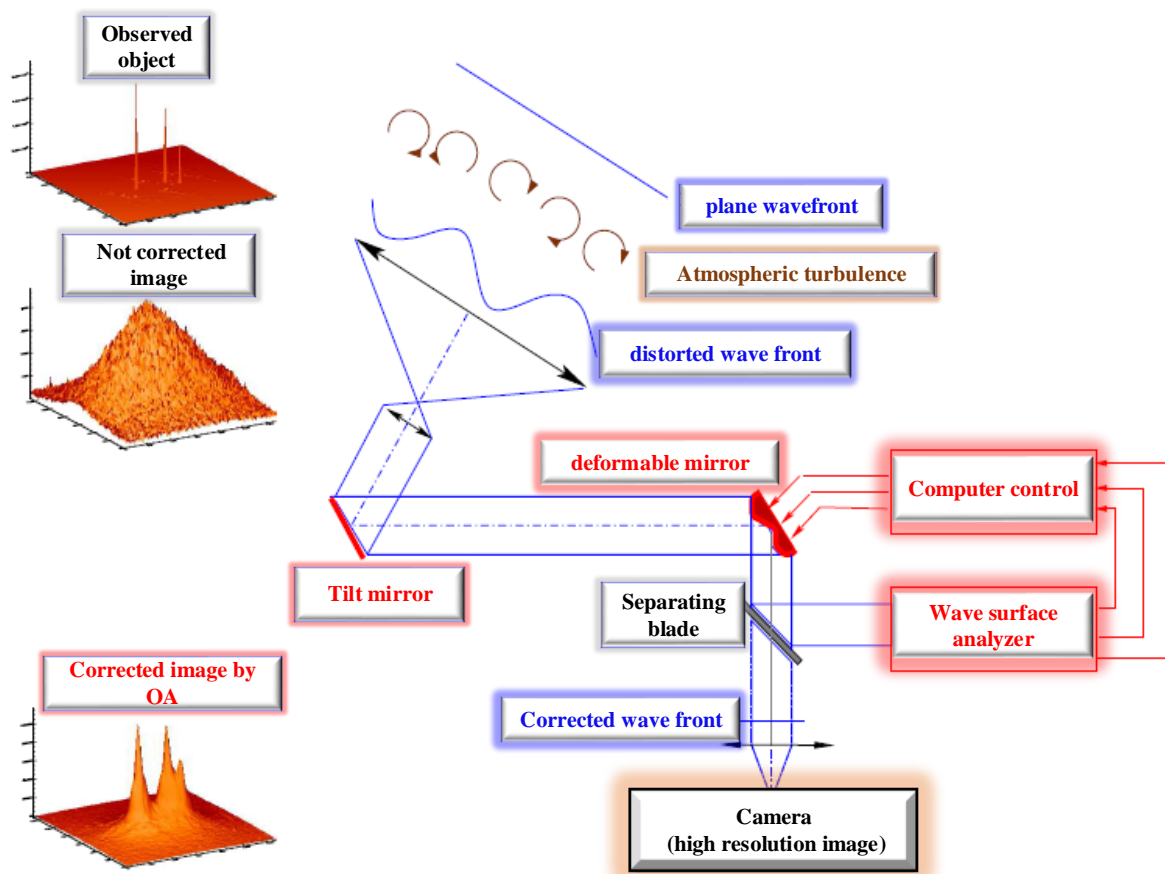 Observed
object
plane wavefront
Not corrected
image
Atmospheric turbulence
distorted wave front
deformable mirror
Computer control
Tilt mirror
Separating
blade
Wave surface
analyzer
Corrected image by
OA
Corrected wave front
Camera
(high resolution image)